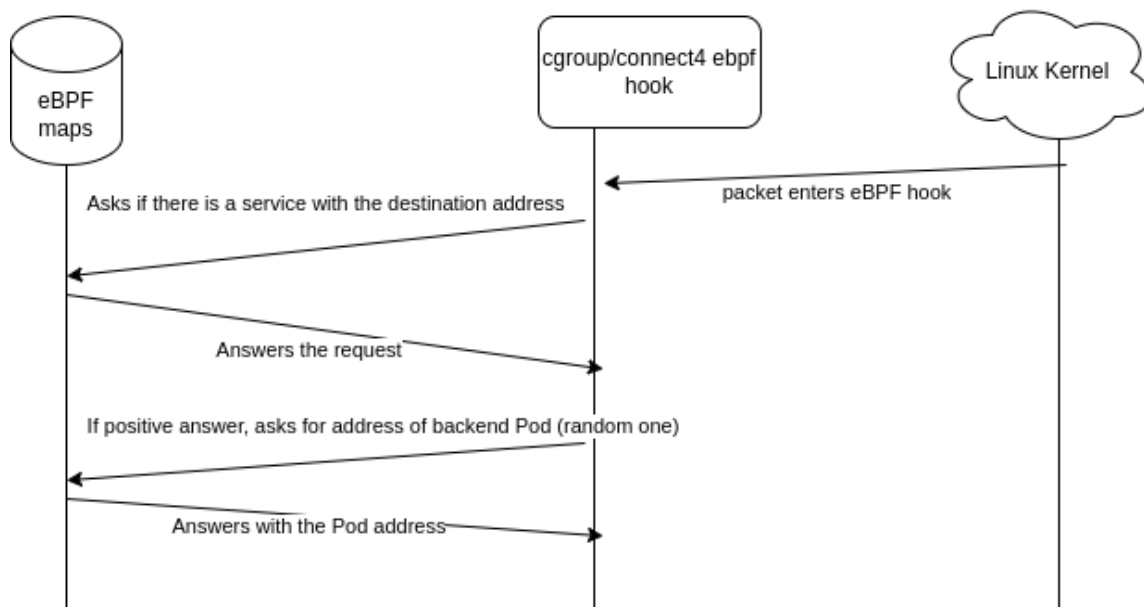 eBPF
maps
cgroup/connect4 ebpf
hook
Linux Kernel
packet enters eBPF hook
Asks if there is a service with the destination address
Answers the request
If positive answer, asks for address of backend Pod (random one)
Answers with the Pod address